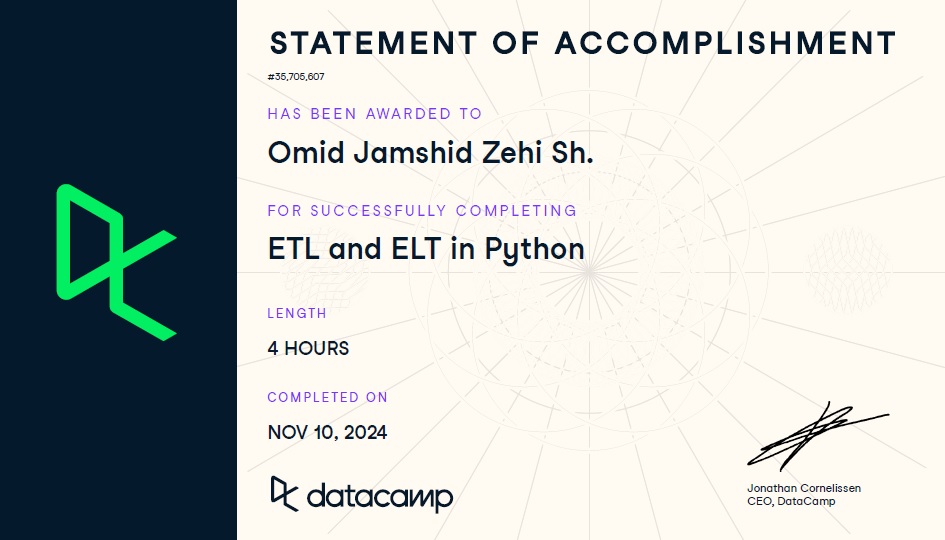 STATEMENT OF ACCOMPLISHMENT
#35,705,607
HAS BEEN AWARDED TO
Omid Jamshid Zehi Sh.
FOR SUCCESSFULLY COMPLETING
ETL and ELT in Python
LENGTH
4 HOURS
COMPLETED ON
NOV 10, 2024
datacamp
Jonathan Cornelissen
CEO, DataCamp